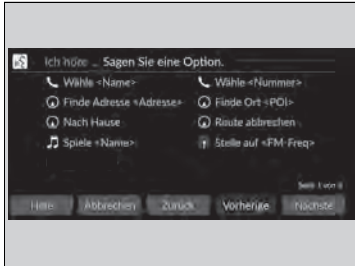 Ich höre ... Sagen Sie eine Option.
Wähle <Name> Wähle <Nummer>
Finde Adresse <Adresse> Finde Ort <POI>
Nach Hause Route abbrechen
Spiele <Name> Stelle auf <FM-Freq>
Seite 1 von
Hilfe Abbrechen Zurück Vorherige Nächste